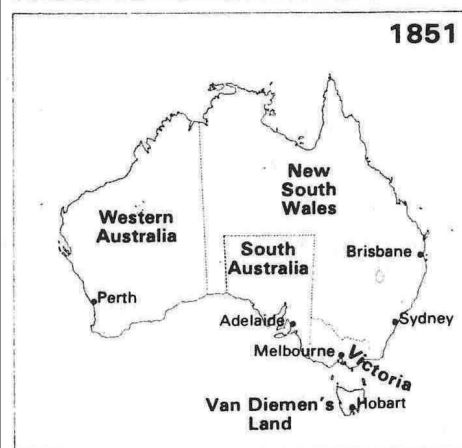 1851
New
South
Wales
Western
Australia
South
Australia
Brisbane
Perth
Adelaide
Sydney
Melbourne
Victoria
Van Diemen's
Land
Hobart